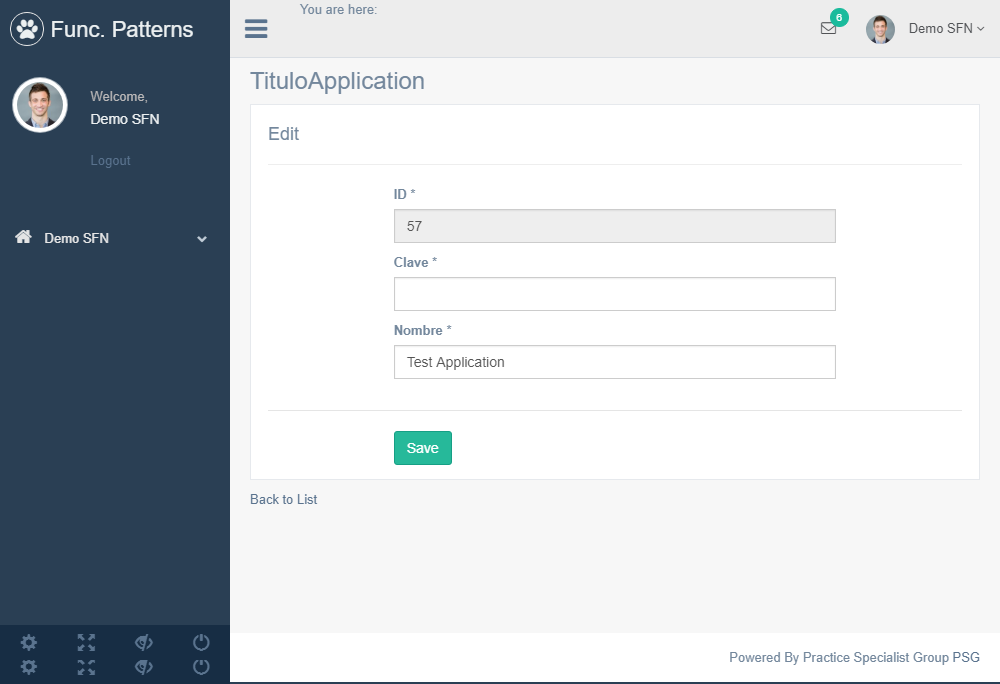 Func. Patterns
You are here:
6
Demo SFN
Welcome,
Demo SFN
Logout
Demo SFN
TituloApplication
Edit
ID *
57
Clave *
Nombre *
Test Application
Save
Back to List
Powered By Practice Specialist Group PSG